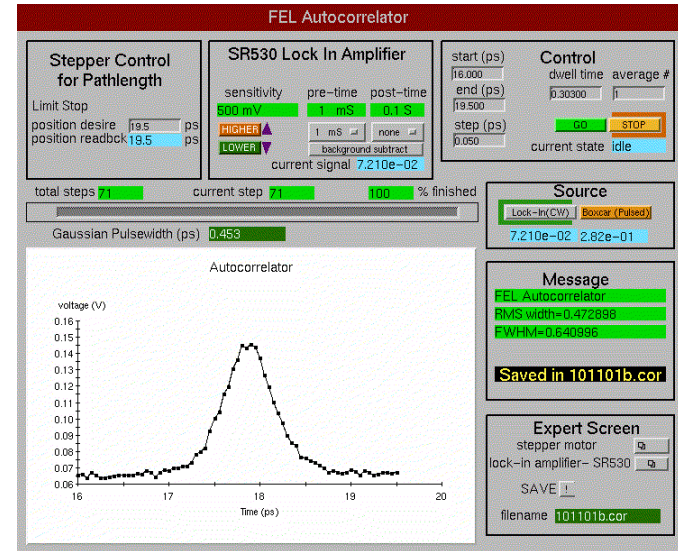 FEL Autocorrelator
Stepper Control
for Pathlength
Limit Stop
position desire 19.5 ps
position readbck 19.5 ps
SR530 Lock In Amplifier
sensitivity pre-time post-time
500 mV 1 mS 0.1 S
HIGHER 1 mS none
LOWER background subtract
current signal 7.210e-02
Control
start (ps)
16.000
end (ps)
19.500
step (ps)
0.050
dwell time average #
0.30300 1
GO STOP
current state idle
total steps 71 current step 71 100 % finished
Gaussian Pulsewidth (ps) 0.453
Source
Lock-In(CW) Boxcar (Pulsed)
7.210e-02 2.82e-01
Autocorrelator
voltage (V)
0.16
0.15
0.14
0.13
0.12
0.11
0.10
0.09
0.08
0.07
0.06
16 17 18 19 20
Time (ps)
Message
FEL Autocorrelator
RMS width=0.472898
FWHM=0.640996
Saved in 101101b.cor
Expert Screen
stepper motor
lock-in amplifier- SR530
SAVE !
filename 101101b.cor